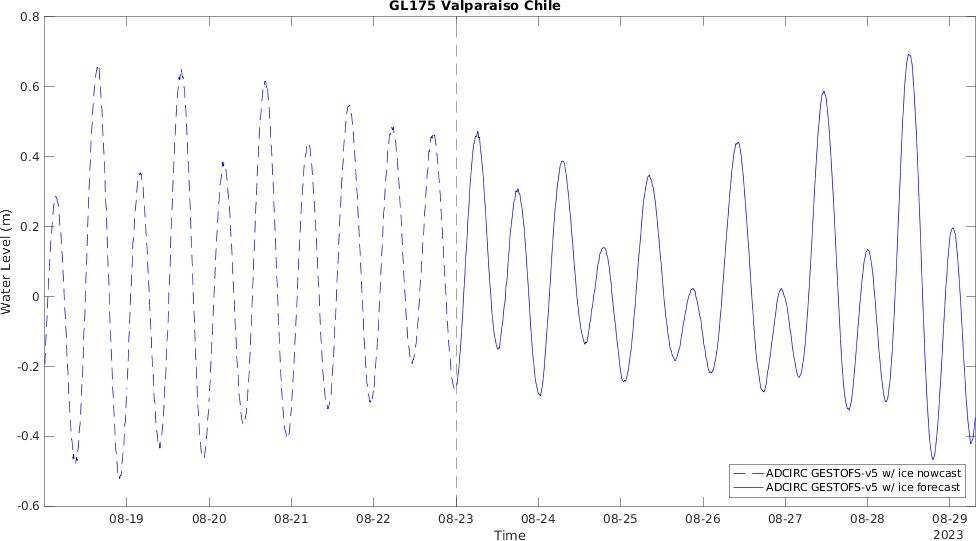 GL175 Valparaiso Chile
0.8
0.6
0.4
0.2
0
-0.2
-0.4
-0.6
Water Level (m)
ADCIRC GESTOFS-v5 w/ ice nowcast
ADCIRC GESTOFS-v5 w/ ice forecast
08-19 08-20 08-21 08-22 08-23 08-24 08-25 08-26 08-27 08-28 08-29
Time
2023